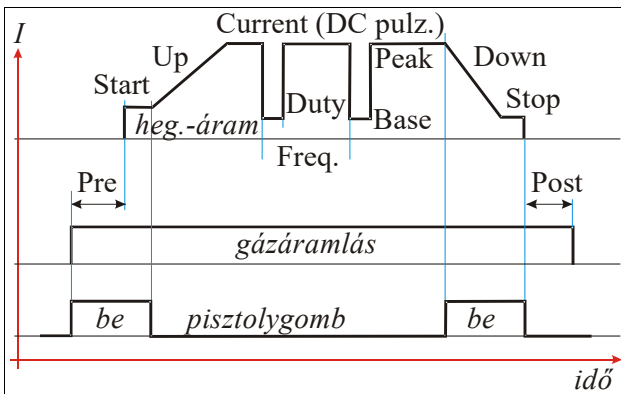 Current (DC pulz.)
I
Up
Peak
Down
Start
Duty
Stop
heg.-áram
Base
Freq.
Pre
Post
gázáramlás
be
pisztolygomb
be
idő